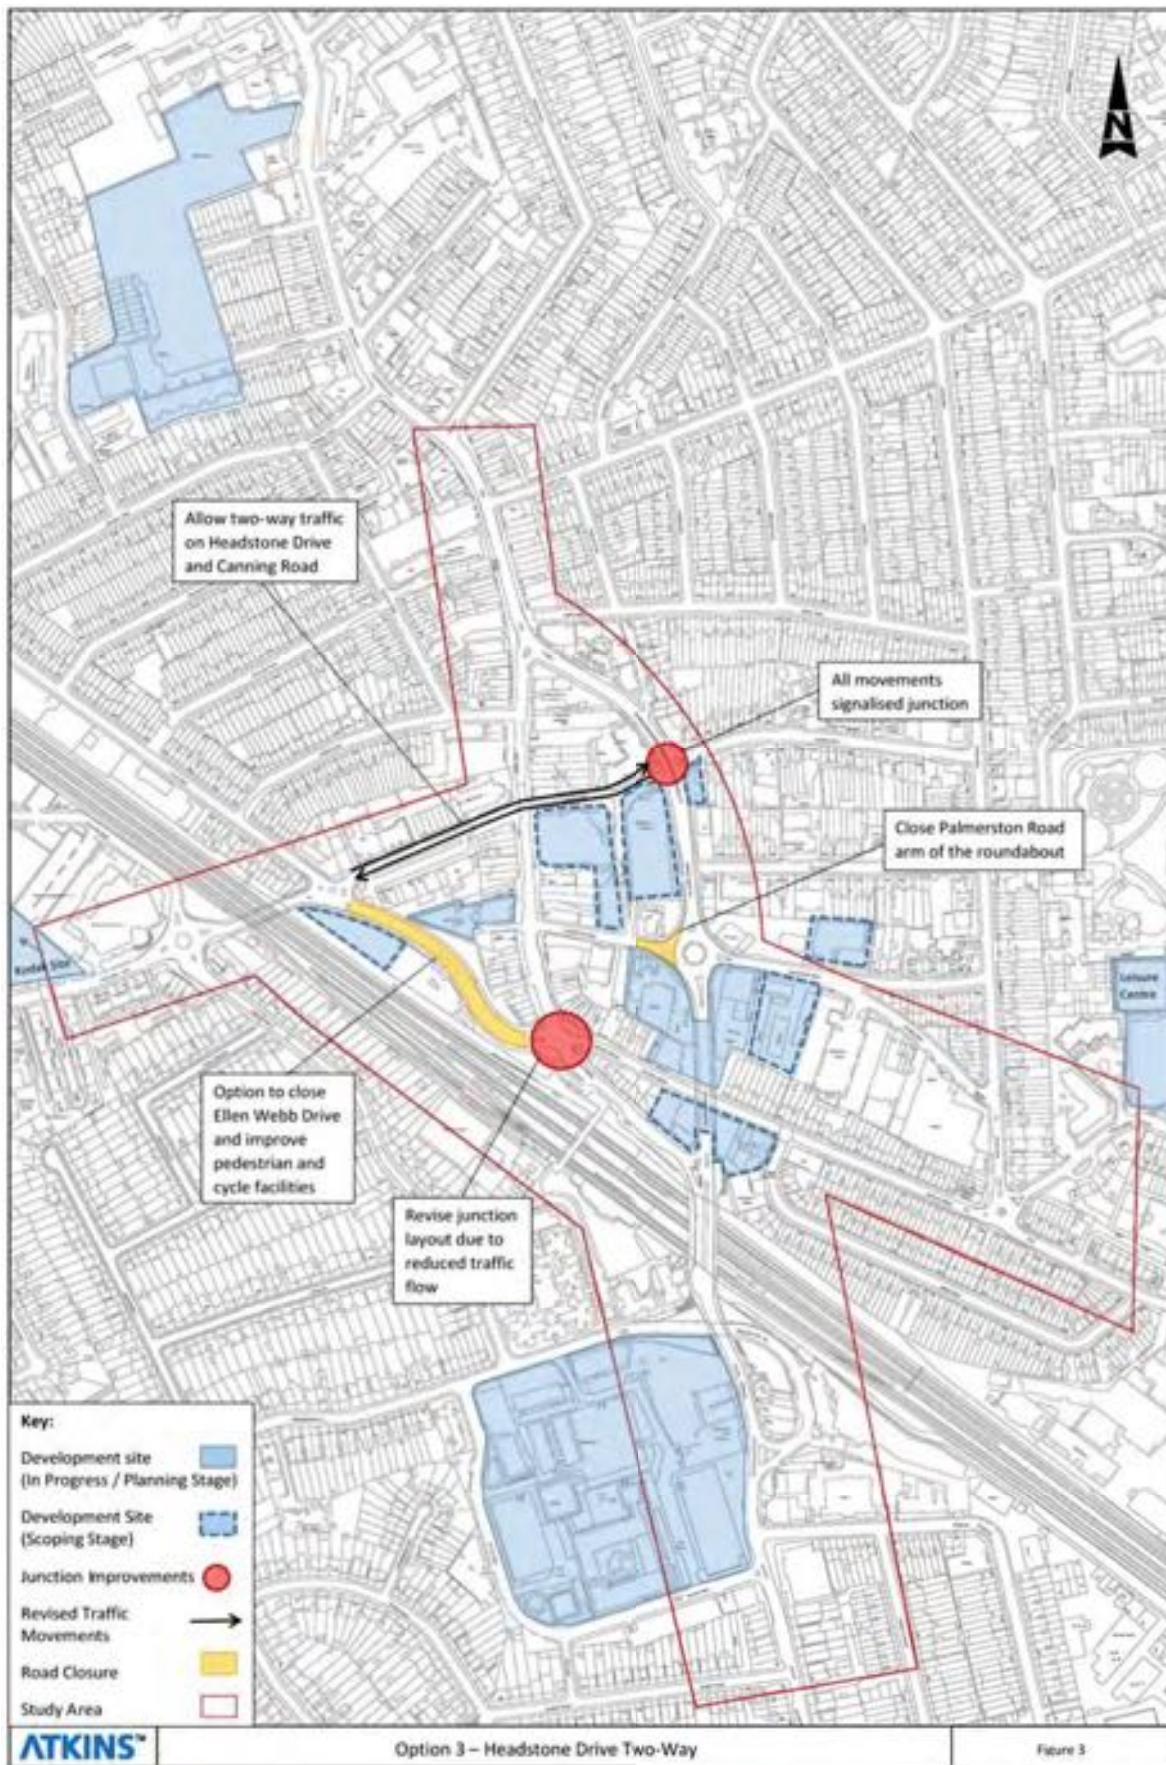 N
Allow two-way traffic
on Headstone Drive
and Canning Road
All movements
signalised junction
Close Palmerston Road
arm of the roundabout
Kodak Site
Leisure
Centre
Option to close
Ellen Webb Drive
and improve
pedestrian and
cycle facilities
Revise junction
layout due to
reduced traffic
flow
Key:
Development site
(In Progress / Planning Stage)
Development Site
(Scoping Stage)
Junction Improvements
Revised Traffic
Movements
Road Closure
Study Area
ATKINS™
Option 3 – Headstone Drive Two-Way
Figure 3